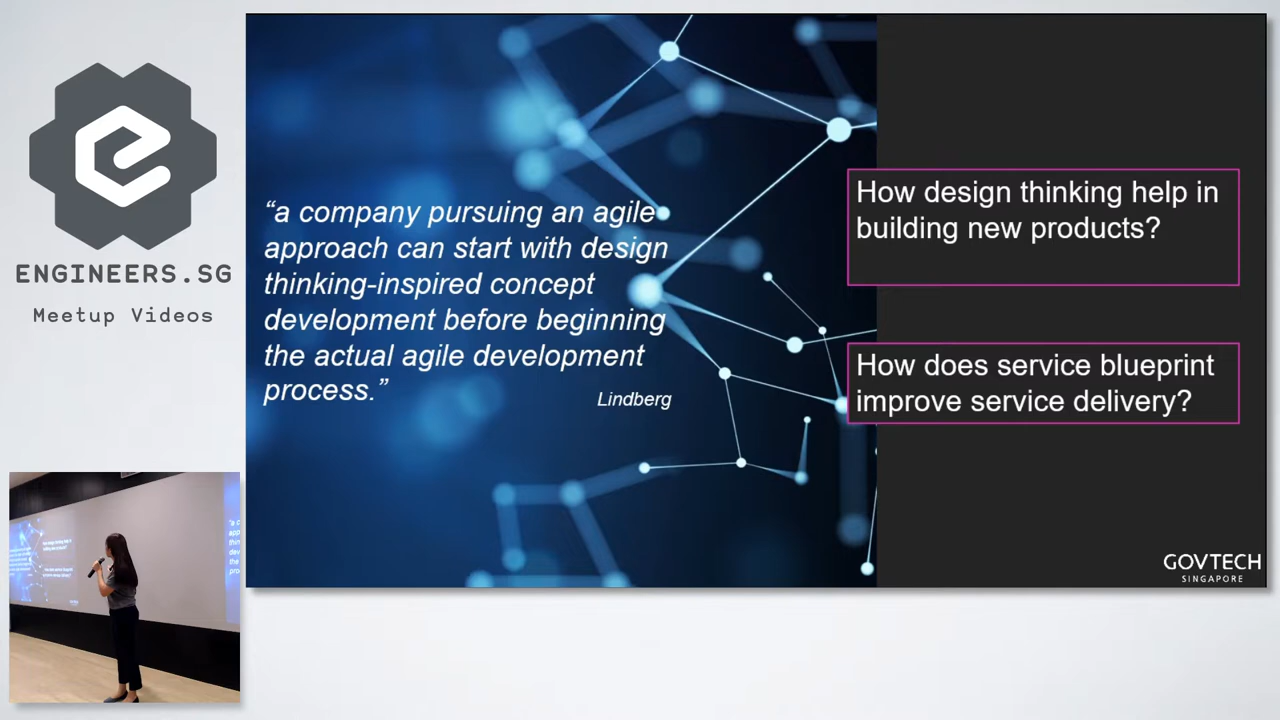 ENGINEERS.SG
Meetup Videos
“a company pursuing an agile
approach can start with design
thinking-inspired concept
development before beginning
the actual agile development
process.”
Lindberg
How design thinking help in
building new products?
How does service blueprint
improve service delivery?
GOVTECH
SINGAPORE